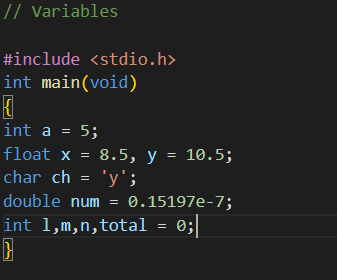 // Variables
#include <stdio.h>
int main(void)
{
int a = 5;
float x = 8.5, y = 10.5;
char ch = 'y';
double num = 0.15197e-7;
int l,m,n,total = 0;
}